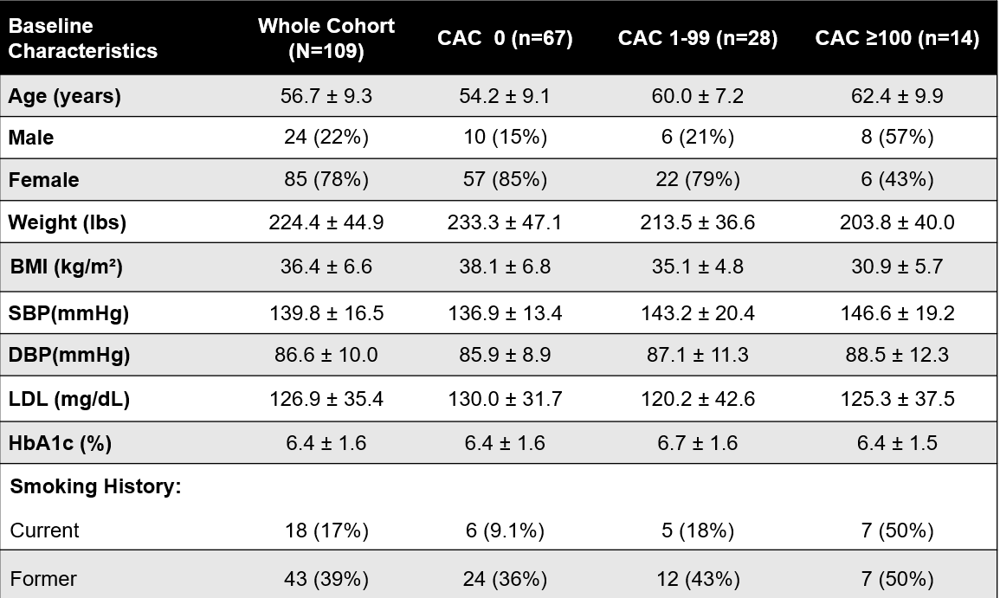 Baseline Characteristics Whole Cohort (N=109) CAC  0 (n=67) CAC 1-99 (n=28) CAC ≥100 (n=14)
Age (years) 56.7 ± 9.3 54.2 ± 9.1 60.0 ± 7.2 62.4 ± 9.9
Male 24 (22%) 10 (15%) 6 (21%) 8 (57%)
Female 85 (78%) 57 (85%) 22 (79%) 6 (43%)
Weight (lbs) 224.4 ± 44.9 233.3 ± 47.1 213.5 ± 36.6 203.8 ± 40.0
BMI (kg/m²) 36.4 ± 6.6 38.1 ± 6.8 35.1 ± 4.8 30.9 ± 5.7
SBP(mmHg) 139.8 ± 16.5 136.9 ± 13.4 143.2 ± 20.4 146.6 ± 19.2
DBP(mmHg) 86.6 ± 10.0 85.9 ± 8.9 87.1 ± 11.3 88.5 ± 12.3
LDL (mg/dL) 126.9 ± 35.4 130.0 ± 31.7 120.2 ± 42.6 125.3 ± 37.5
HbA1c (%) 6.4 ± 1.6 6.4 ± 1.6 6.7 ± 1.6 6.4 ± 1.5
Smoking History:
Current 18 (17%) 6 (9.1%) 5 (18%) 7 (50%)
Former 43 (39%) 24 (36%) 12 (43%) 7 (50%)